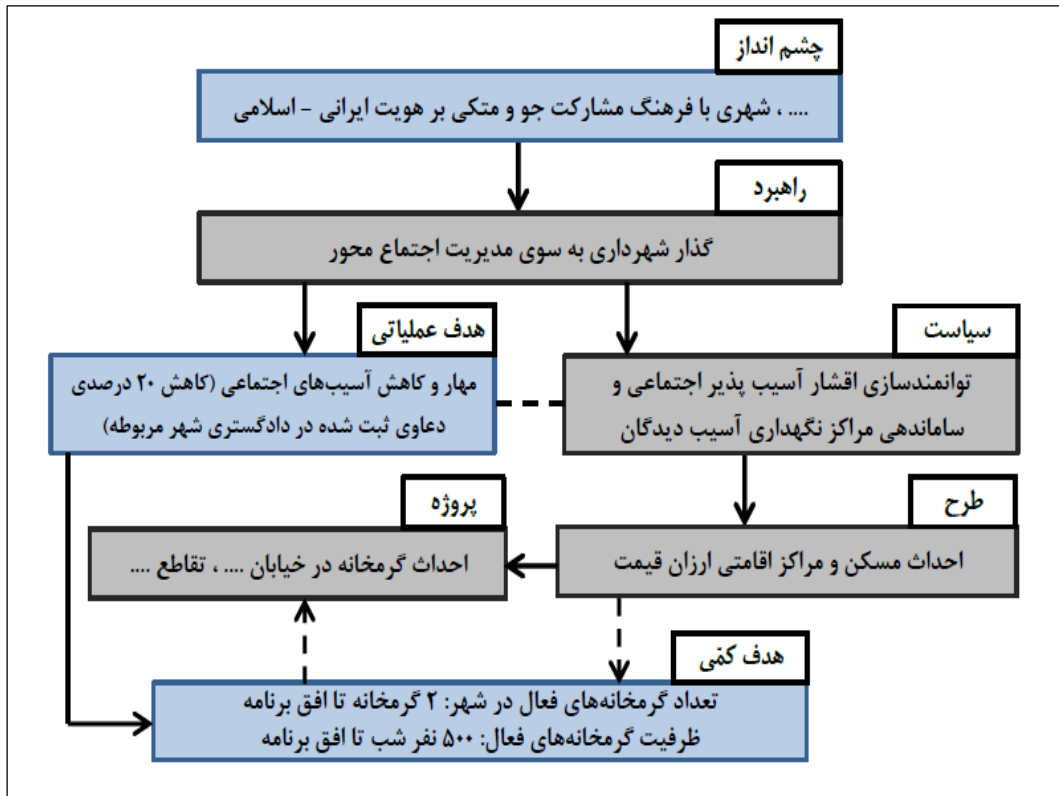 چشم انداز
.... ، شهری با فرهنگ مشارکت جو و متکی بر هویت ایرانی – اسلامی
راهبرد
گذار شهرداری به سوی مدیریت اجتماع محور
سیاست
توانمندسازی اقشار آسیب پذیر اجتماعی و
ساماندهی مراکز نگهداری آسیب دیدگان
هدف عملیاتی
مهار و کاهش آسیب‌های اجتماعی (کاهش ۲۰ درصدی
دعاوی ثبت شده در دادگستری شهر مربوطه)
طرح
احداث مسکن و مراکز اقامتی ارزان قیمت
پروژه
احداث گرمخانه در خیابان .... ، تقاطع ....
هدف کمّی
تعداد گرمخانه‌های فعال در شهر: ۲ گرمخانه تا افق برنامه
ظرفیت گرمخانه‌های فعال: ۵۰۰ نفر شب تا افق برنامه